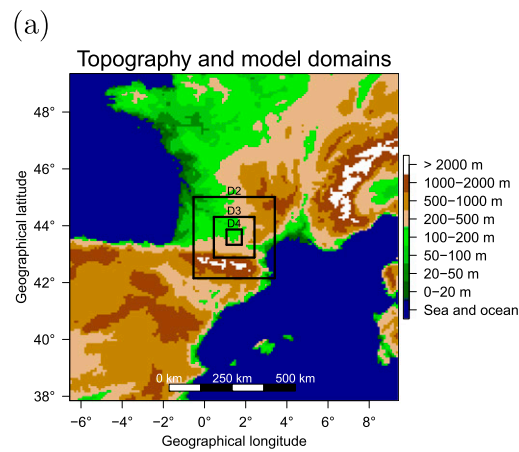 (a)
Topography and model domains
Geographical latitude
48°
46°
44°
42°
40°
38°
D2
D3
D4
0 km 250 km 500 km
−6° −4° −2° 0° 2° 4° 6° 8°
Geographical longitude
> 2000 m
1000−2000 m
500−1000 m
200−500 m
100−200 m
50−100 m
20−50 m
0−20 m
Sea and ocean